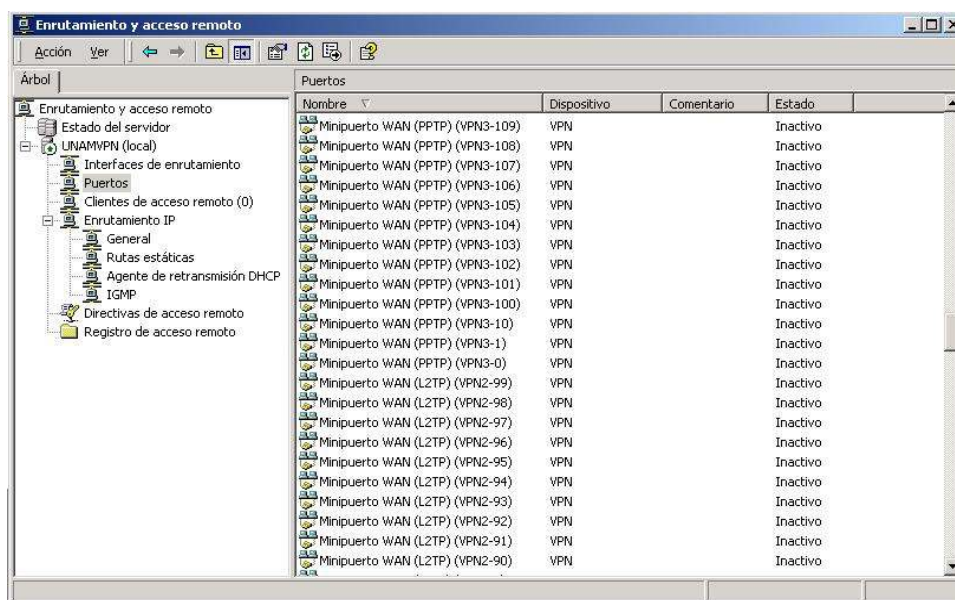 Enrutamiento y acceso remoto
Acción Ver
Árbol
Enrutamiento y acceso remoto
Estado del servidor
UNAMVPN (local)
Interfaces de enrutamiento
Puertos
Clientes de acceso remoto (0)
Enrutamiento IP
General
Rutas estáticas
Agente de retransmisión DHCP
IGMP
Directivas de acceso remoto
Registro de acceso remoto
Puertos
Nombre Dispositivo Comentario Estado
Minipuerto WAN (PPTP) (VPN3-109) VPN Inactivo
Minipuerto WAN (PPTP) (VPN3-108) VPN Inactivo
Minipuerto WAN (PPTP) (VPN3-107) VPN Inactivo
Minipuerto WAN (PPTP) (VPN3-106) VPN Inactivo
Minipuerto WAN (PPTP) (VPN3-105) VPN Inactivo
Minipuerto WAN (PPTP) (VPN3-104) VPN Inactivo
Minipuerto WAN (PPTP) (VPN3-103) VPN Inactivo
Minipuerto WAN (PPTP) (VPN3-102) VPN Inactivo
Minipuerto WAN (PPTP) (VPN3-101) VPN Inactivo
Minipuerto WAN (PPTP) (VPN3-100) VPN Inactivo
Minipuerto WAN (PPTP) (VPN3-10) VPN Inactivo
Minipuerto WAN (PPTP) (VPN3-1) VPN Inactivo
Minipuerto WAN (PPTP) (VPN3-0) VPN Inactivo
Minipuerto WAN (L2TP) (VPN2-99) VPN Inactivo
Minipuerto WAN (L2TP) (VPN2-98) VPN Inactivo
Minipuerto WAN (L2TP) (VPN2-97) VPN Inactivo
Minipuerto WAN (L2TP) (VPN2-96) VPN Inactivo
Minipuerto WAN (L2TP) (VPN2-95) VPN Inactivo
Minipuerto WAN (L2TP) (VPN2-94) VPN Inactivo
Minipuerto WAN (L2TP) (VPN2-93) VPN Inactivo
Minipuerto WAN (L2TP) (VPN2-92) VPN Inactivo
Minipuerto WAN (L2TP) (VPN2-91) VPN Inactivo
Minipuerto WAN (L2TP) (VPN2-90) VPN Inactivo